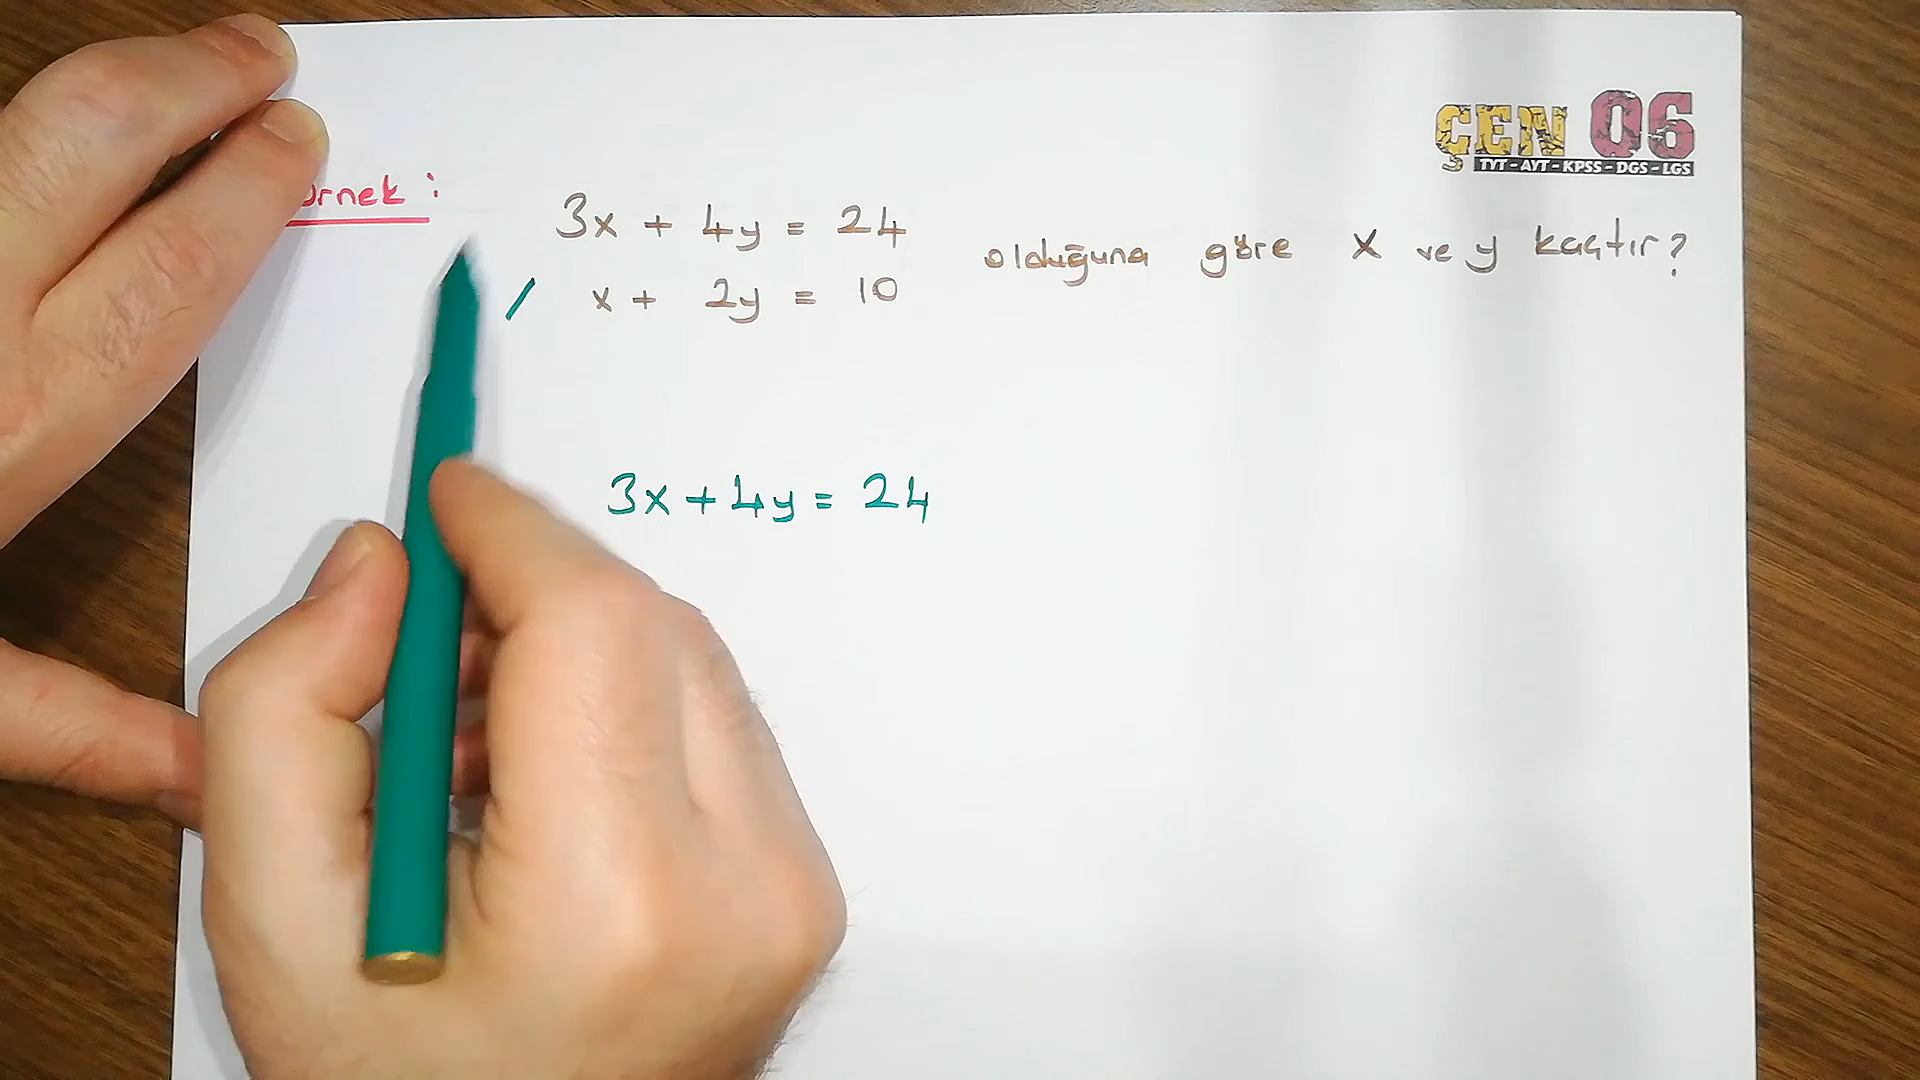 ÇEN 06
TYT - AYT - KPSS - DGS - LGS
örnek :
3x + 4y = 24
/ x + 2y = 10
olduğuna göre x ve y kaçtır?
3x + 4y = 24